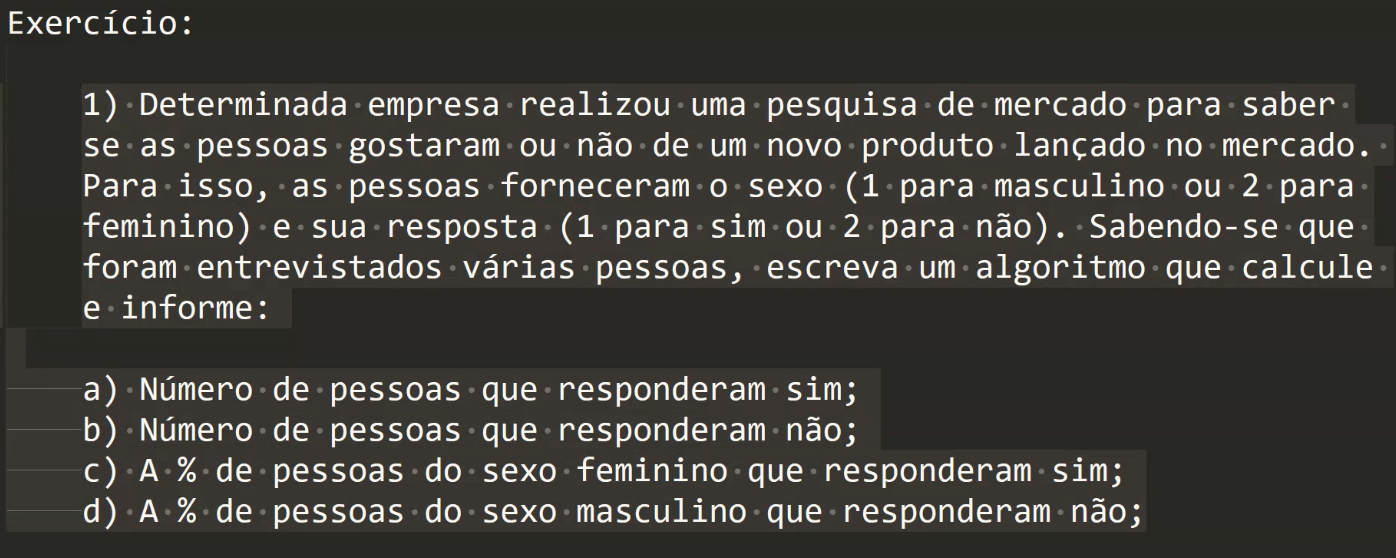 Exercício:
1) Determinada empresa realizou uma pesquisa de mercado para saber
se as pessoas gostaram ou não de um novo produto lançado no mercado.
Para isso, as pessoas forneceram o sexo (1 para masculino ou 2 para
feminino) e sua resposta (1 para sim ou 2 para não). Sabendo-se que
foram entrevistados várias pessoas, escreva um algoritmo que calcule
e informe:
a) Número de pessoas que responderam sim;
b) Número de pessoas que responderam não;
c) A % de pessoas do sexo feminino que responderam sim;
d) A % de pessoas do sexo masculino que responderam não;